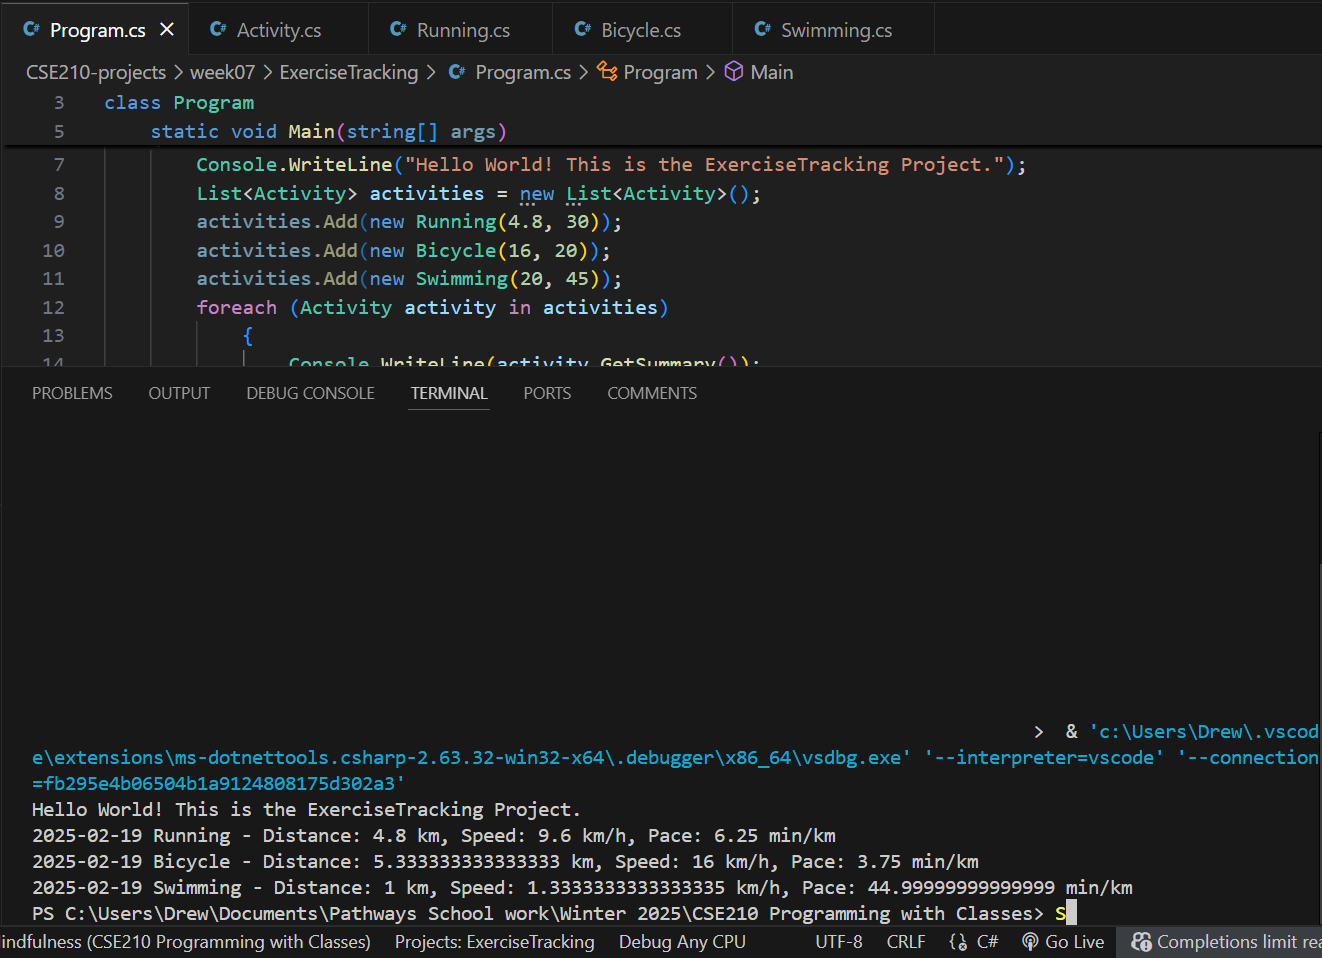 Program.cs Activity.cs Running.cs Bicycle.cs Swimming.cs
CSE210-projects > week07 > ExerciseTracking > Program.cs > Program > Main
3 class Program
5 static void Main(string[] args)
7 Console.WriteLine("Hello World! This is the ExerciseTracking Project.");
8 List<Activity> activities = new List<Activity>();
9 activities.Add(new Running(4.8, 30));
10 activities.Add(new Bicycle(16, 20));
11 activities.Add(new Swimming(20, 45));
12 foreach (Activity activity in activities)
13 {
14 Console.WriteLine(activity.GetSummary());
PROBLEMS OUTPUT DEBUG CONSOLE TERMINAL PORTS COMMENTS
> & 'c:\Users\Drew\.vscod
e\extensions\ms-dotnettools.csharp-2.63.32-win32-x64\.debugger\x86_64\vsdbg.exe' '--interpreter=vscode' '--connection
=fb295e4b06504b1a9124808175d302a3'
Hello World! This is the ExerciseTracking Project.
2025-02-19 Running - Distance: 4.8 km, Speed: 9.6 km/h, Pace: 6.25 min/km
2025-02-19 Bicycle - Distance: 5.333333333333333 km, Speed: 16 km/h, Pace: 3.75 min/km
2025-02-19 Swimming - Distance: 1 km, Speed: 1.3333333333333335 km/h, Pace: 44.99999999999999 min/km
PS C:\Users\Drew\Documents\Pathways School work\Winter 2025\CSE210 Programming with Classes> S
indfulness (CSE210 Programming with Classes) Projects: ExerciseTracking Debug Any CPU UTF-8 CRLF C# Go Live Completions limit rea